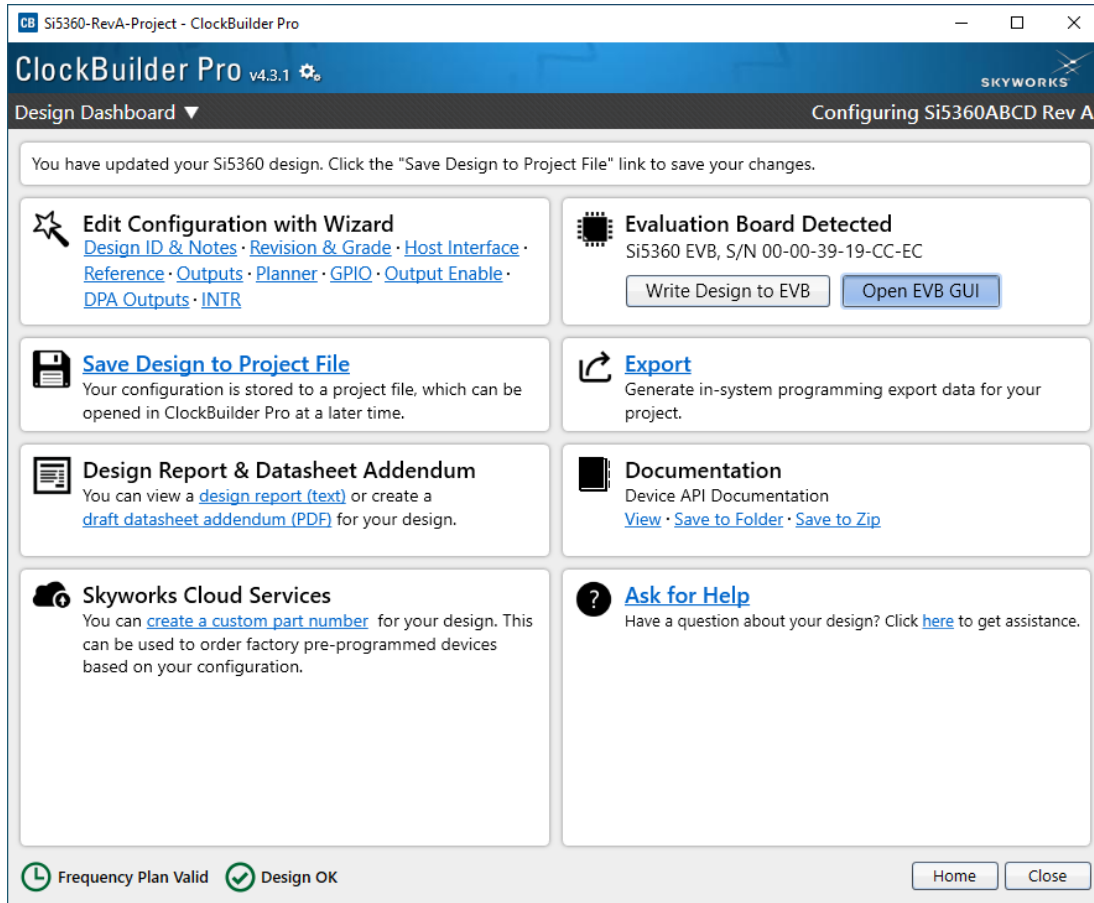 CB Si5360-RevA-Project - ClockBuilder Pro
ClockBuilder Pro v4.3.1
SKYWORKS
Design Dashboard ▼
Configuring Si5360ABCD Rev A
You have updated your Si5360 design. Click the "Save Design to Project File" link to save your changes.
Edit Configuration with Wizard
Design ID & Notes · Revision & Grade · Host Interface ·
Reference · Outputs · Planner · GPIO · Output Enable ·
DPA Outputs · INTR
Evaluation Board Detected
Si5360 EVB, S/N 00-00-39-19-CC-EC
Write Design to EVB
Open EVB GUI
Save Design to Project File
Your configuration is stored to a project file, which can be
opened in ClockBuilder Pro at a later time.
Export
Generate in-system programming export data for your
project.
Design Report & Datasheet Addendum
You can view a design report (text) or create a
draft datasheet addendum (PDF) for your design.
Documentation
Device API Documentation
View · Save to Folder · Save to Zip
Skyworks Cloud Services
You can create a custom part number for your design. This
can be used to order factory pre-programmed devices
based on your configuration.
?
Ask for Help
Have a question about your design? Click here to get assistance.
Frequency Plan Valid
Design OK
Home
Close